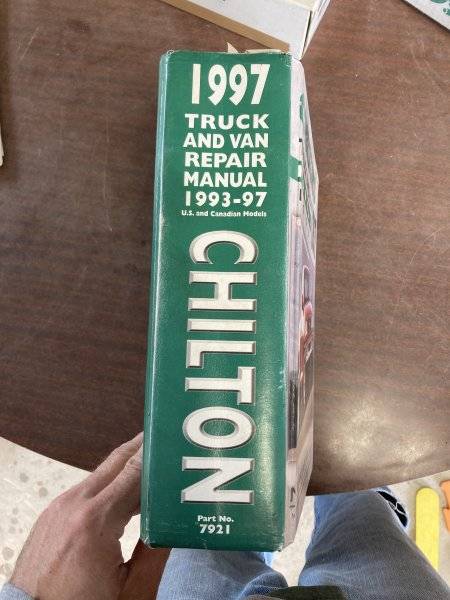 1997
TRUCK
AND VAN
REPAIR
MANUAL
1993-97
U.S. and Canadian Models
CHILTON
Part No.
7921